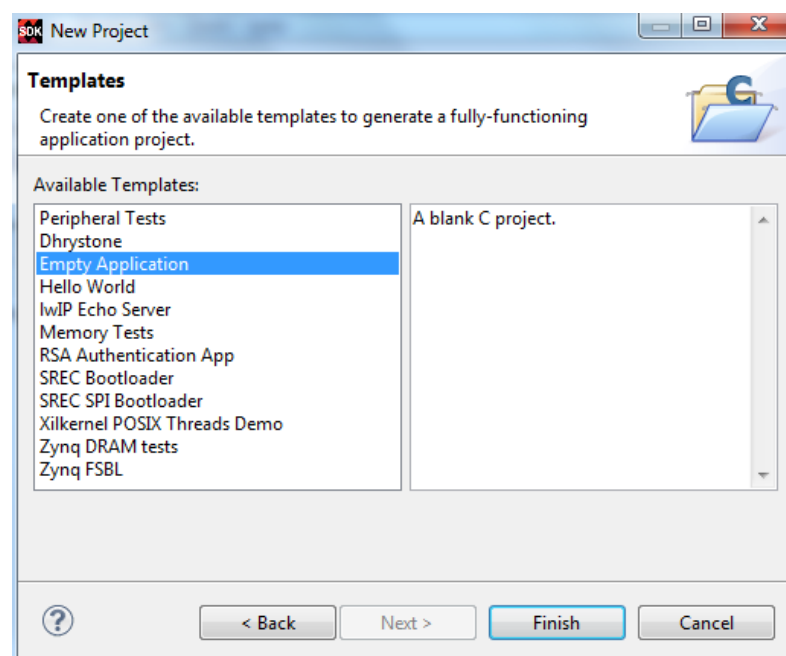 SDK New Project
Templates
Create one of the available templates to generate a fully-functioning
application project.
C
Available Templates:
Peripheral Tests
Dhrystone
Empty Application
Hello World
lwIP Echo Server
Memory Tests
RSA Authentication App
SREC Bootloader
SREC SPI Bootloader
Xilkernel POSIX Threads Demo
Zynq DRAM tests
Zynq FSBL
A blank C project.
?
< Back
Next >
Finish
Cancel